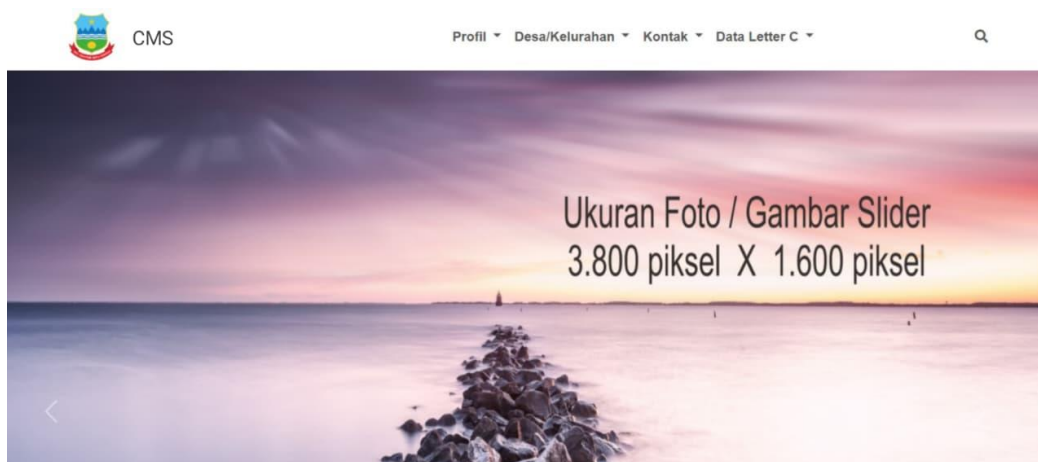 CMS
Profil Desa/Kelurahan Kontak Data Letter C
Ukuran Foto / Gambar Slider
3.800 piksel X 1.600 piksel